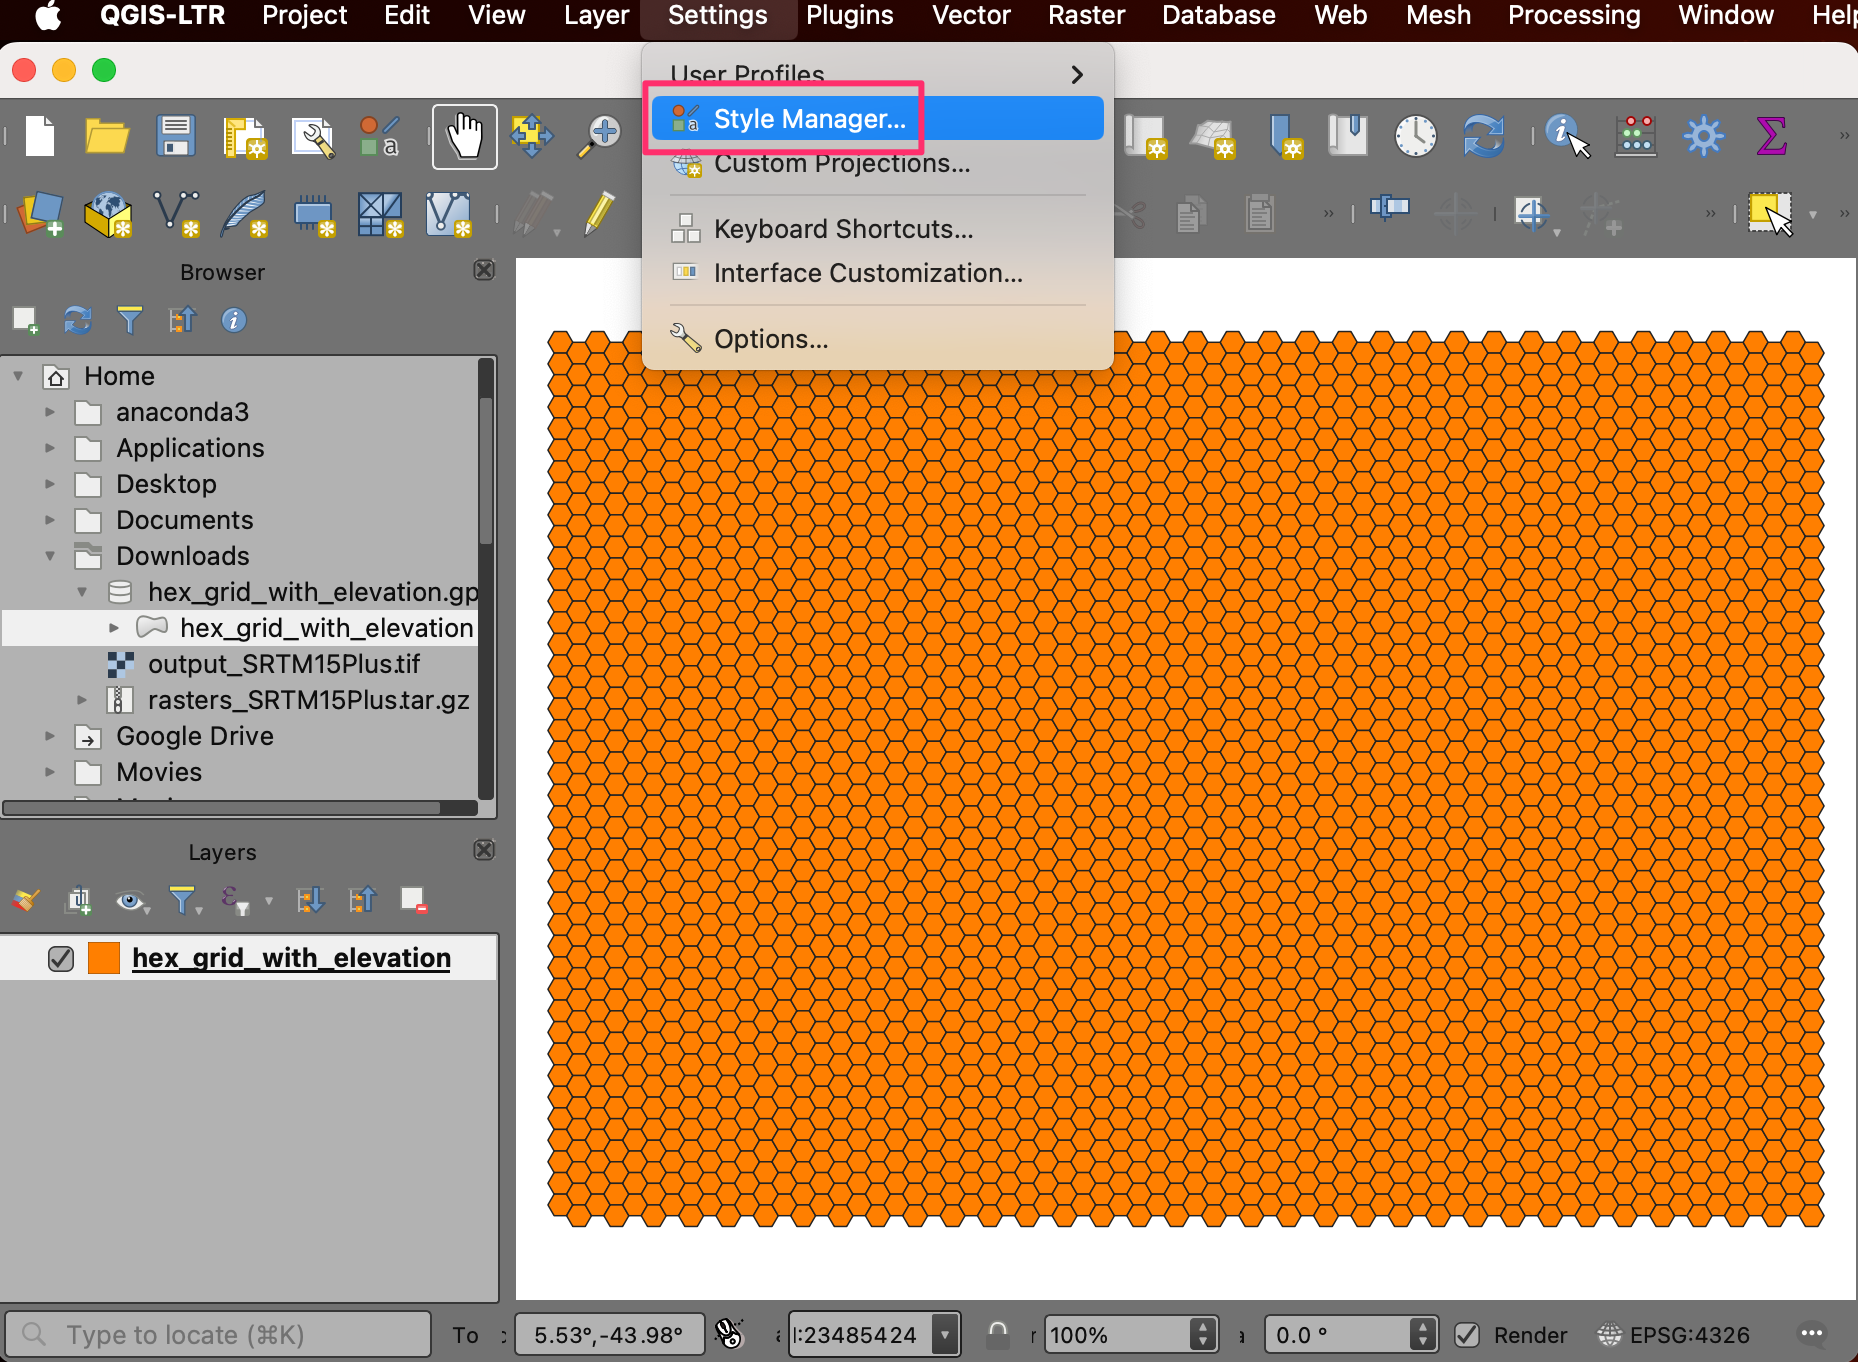 QGIS-LTR Project Edit View Layer Settings Plugins Vector Raster Database Web Mesh Processing Window Help
User Profiles
Style Manager...
Custom Projections...
Keyboard Shortcuts...
Interface Customization...
Options...
Browser
Home
anaconda3
Applications
Desktop
Documents
Downloads
hex_grid_with_elevation.gp
hex_grid_with_elevation
output_SRTM15Plus.tif
rasters_SRTM15Plus.tar.gz
Google Drive
Movies
Layers
hex_grid_with_elevation
Type to locate (⌘K) To 5.53°,-43.98° 1:23485424 100% 0.0 ° Render EPSG:4326